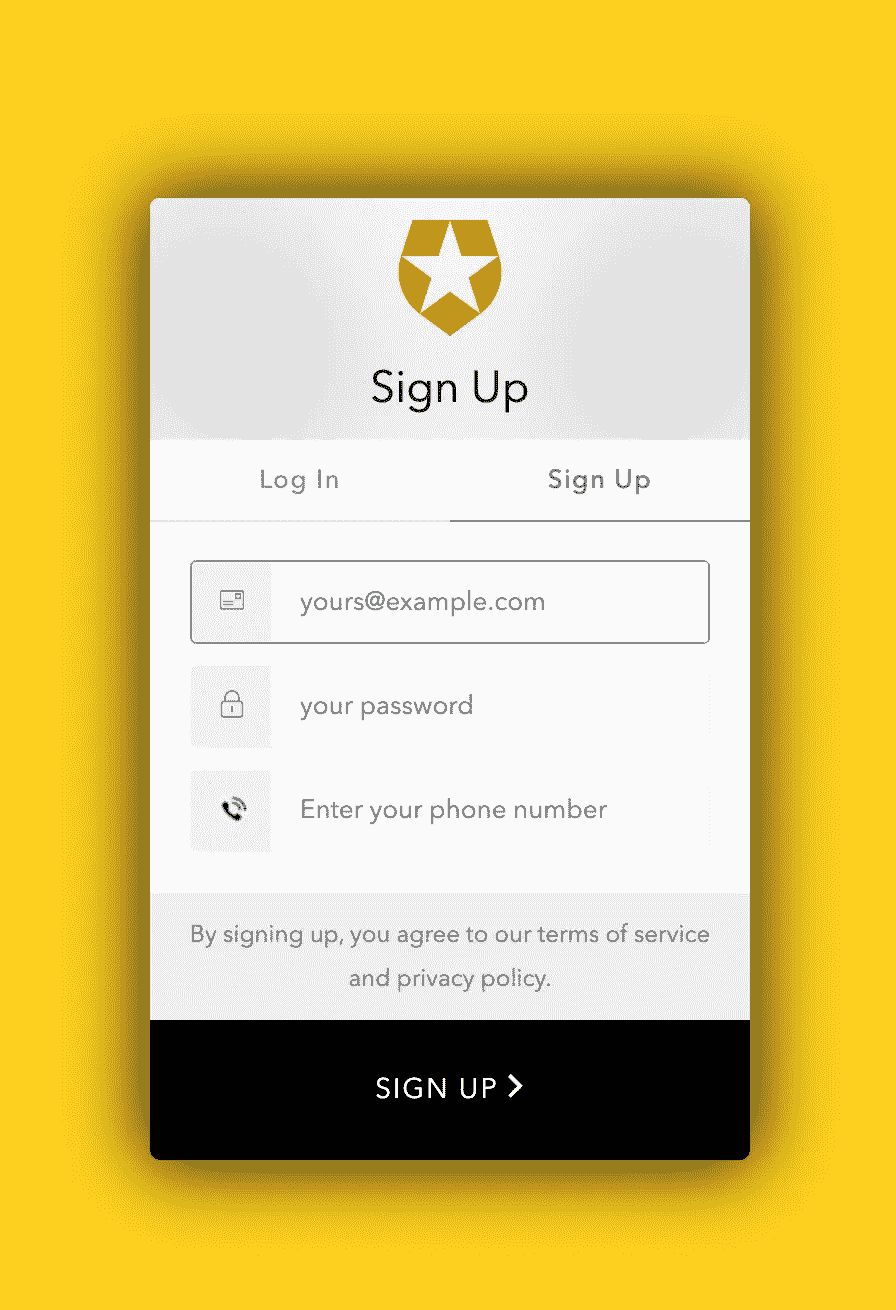 Sign Up
Log In
Sign Up
yours@example.com
your password
Enter your phone number
By signing up, you agree to our terms of service
and privacy policy.
SIGN UP